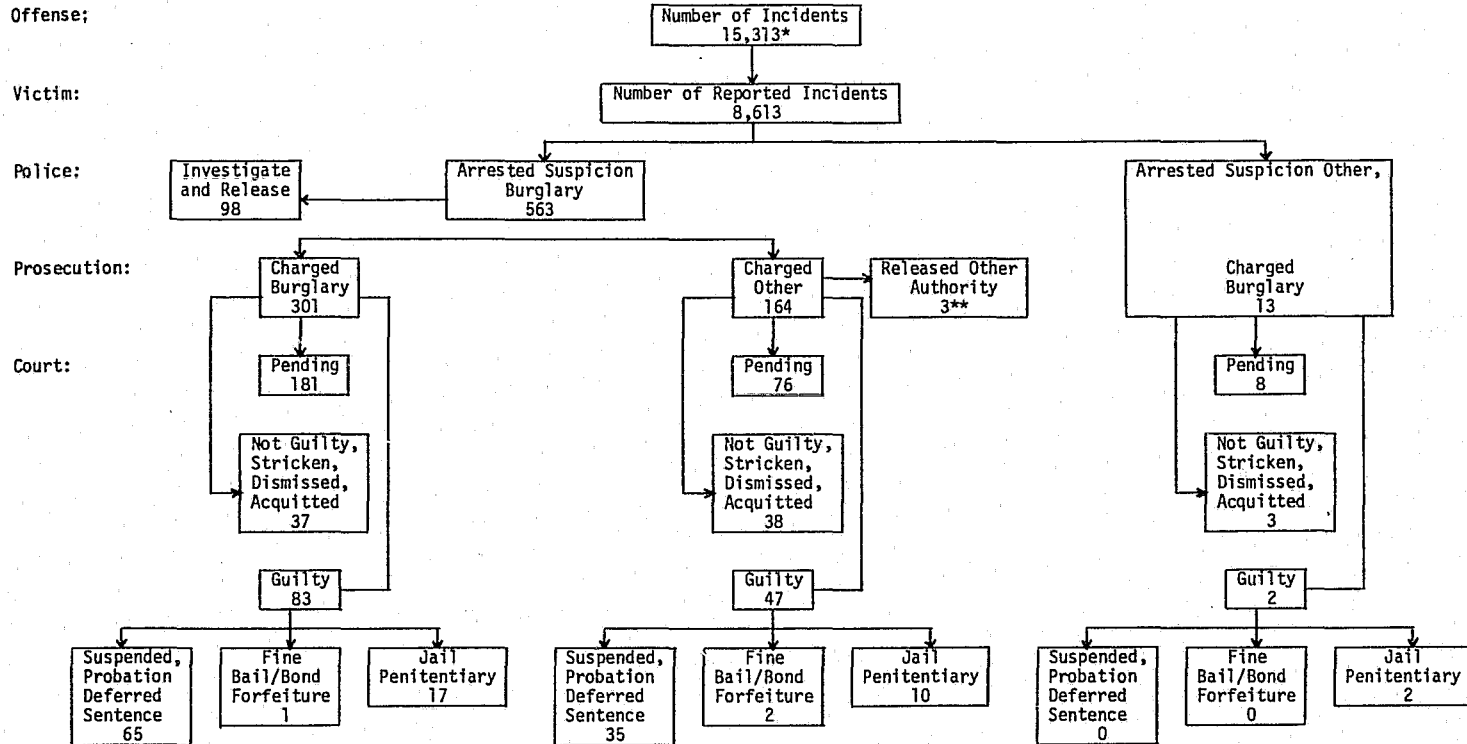 Offense;
Number of Incidents
15,313*
Victim:
Number of Reported Incidents
8,613
Police:
Investigate
and Release
98
Arrested Suspicion
Burglary
563
Arrested Suspicion Other,
Charged
Burglary
13
Prosecution:
Charged
Burglary
301
Charged
Other
164
Released Other
Authority
3**
Court:
Pending
181
Pending
76
Pending
8
Not Guilty,
Stricken,
Dismissed,
Acquitted
37
Not Guilty,
Stricken,
Dismissed,
Acquitted
38
Not Guilty,
Stricken,
Dismissed,
Acquitted
3
Guilty
83
Guilty
47
Guilty
2
Suspended,
Probation
Deferred
Sentence
65
Fine
Bail/Bond
Forfeiture
1
Jail
Penitentiary
17
Suspended,
Probation
Deferred
Sentence
35
Fine
Bail/Bond
Forfeiture
2
Jail
Penitentiary
10
Suspended,
Probation
Deferred
Sentence
0
Fine
Bail/Bond
Forfeiture
0
Jail
Penitentiary
2